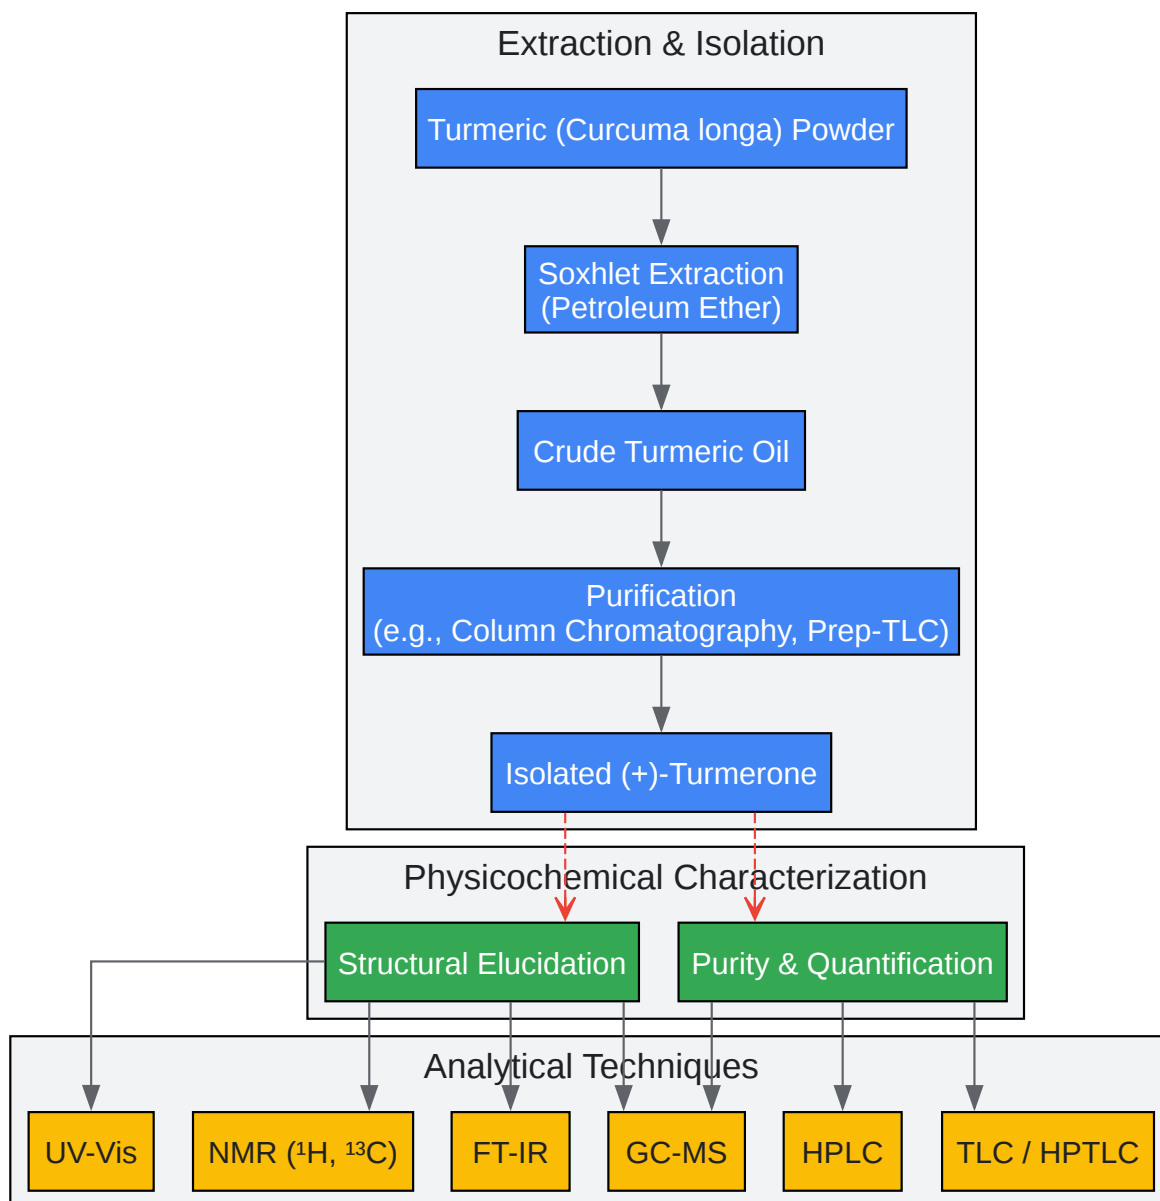 Extraction & Isolation
Turmeric (Curcuma longa) Powder
Soxhlet Extraction
(Petroleum Ether)
Crude Turmeric Oil
Purification
(e.g., Column Chromatography, Prep-TLC)
Isolated (+)-Turmerone
Physicochemical Characterization
Structural Elucidation
Purity & Quantification
Analytical Techniques
UV-Vis
NMR (¹H, ¹³C)
FT-IR
GC-MS
HPLC
TLC / HPTLC